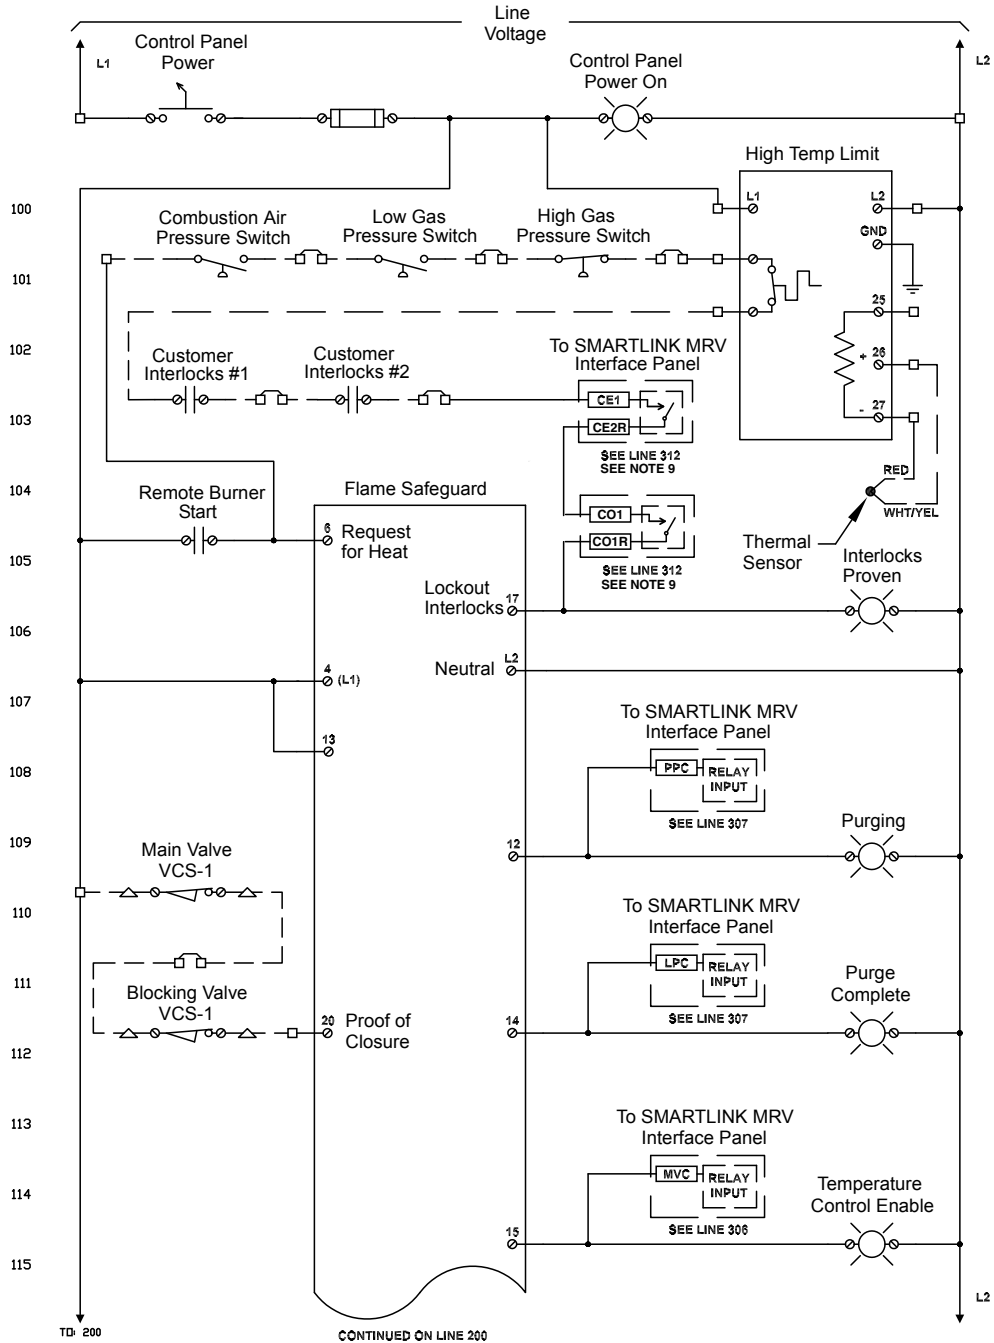 Line
Voltage
L1
Control Panel
Power
Control Panel
Power On
L2
High Temp Limit
100
L1
L2
Combustion Air
Pressure Switch
Low Gas
Pressure Switch
High Gas
Pressure Switch
GND
101
25
102
Customer
Interlocks #1
Customer
Interlocks #2
To SMARTLINK MRV
Interface Panel
+ 26
CE1
- 27
103
CE2R
SEE LINE 312
SEE NOTE 9
RED
104
Remote Burner
Start
Flame Safeguard
WHT/YEL
CO1
6
Request
for Heat
CO1R
Thermal
Sensor
Interlocks
Proven
105
SEE LINE 312
SEE NOTE 9
Lockout
Interlocks
17
106
Neutral
L2
4
(L1)
107
To SMARTLINK MRV
Interface Panel
13
108
PPC
RELAY
INPUT
SEE LINE 307
109
12
Purging
Main Valve
VCS-1
110
To SMARTLINK MRV
Interface Panel
111
LPC
RELAY
INPUT
Blocking Valve
VCS-1
SEE LINE 307
Purge
Complete
20
Proof of
Closure
14
112
113
To SMARTLINK MRV
Interface Panel
114
MVC
RELAY
INPUT
SEE LINE 306
Temperature
Control Enable
15
115
L2
TO: 200
CONTINUED ON LINE 200